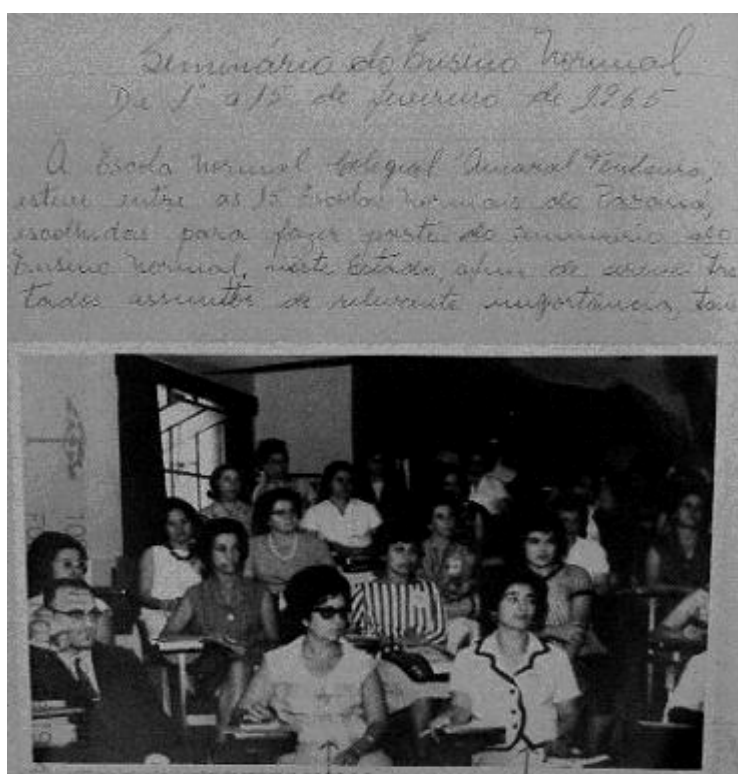 Seminário do Ensino Normal
De 1º a 12 de fevereiro de 1965
A Escola Normal Colegial "Amaral Fontoura,
esteve entre as 15 Escolas Normais do Paraná,
escolhidas para fazer parte do Seminário do
Ensino Normal, neste Estado, afim de serem tra
tados assuntos de relevante importância,